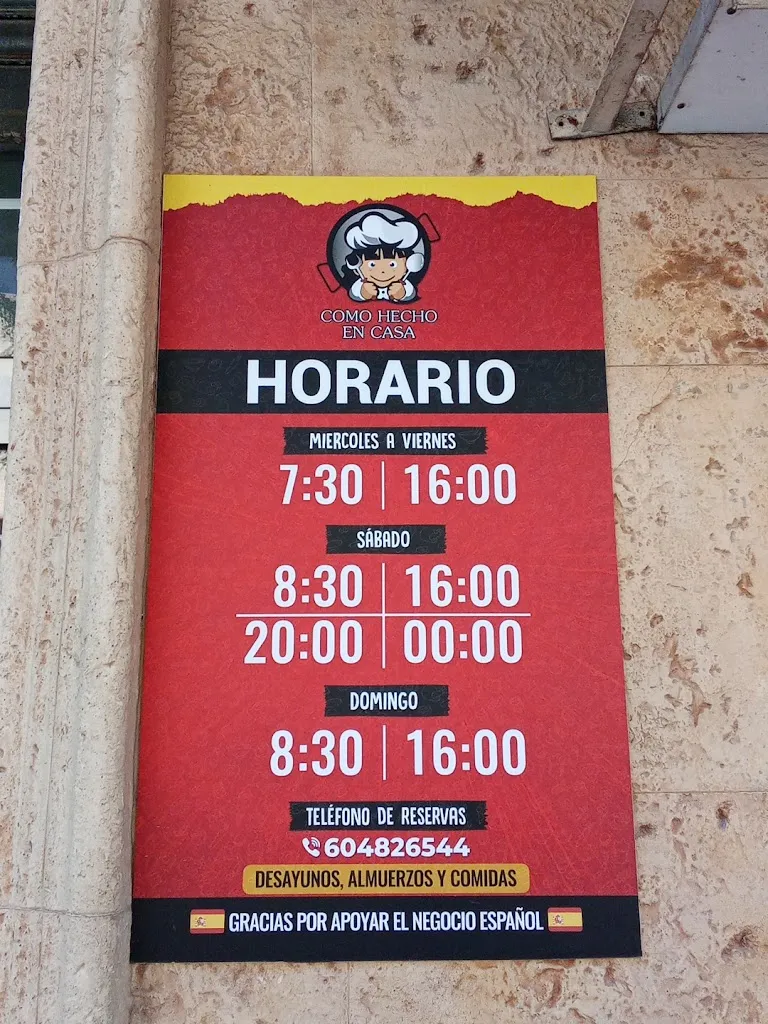 COMO HECHO
EN CASA
HORARIO
MIERCOLES A VIERNES
7:30 | 16:00
SÁBADO
8:30 | 16:00
20:00 | 00:00
DOMINGO
8:30 | 16:00
TELÉFONO DE RESERVAS
604826544
DESAYUNOS, ALMUERZOS Y COMIDAS
GRACIAS POR APOYAR EL NEGOCIO ESPAÑOL